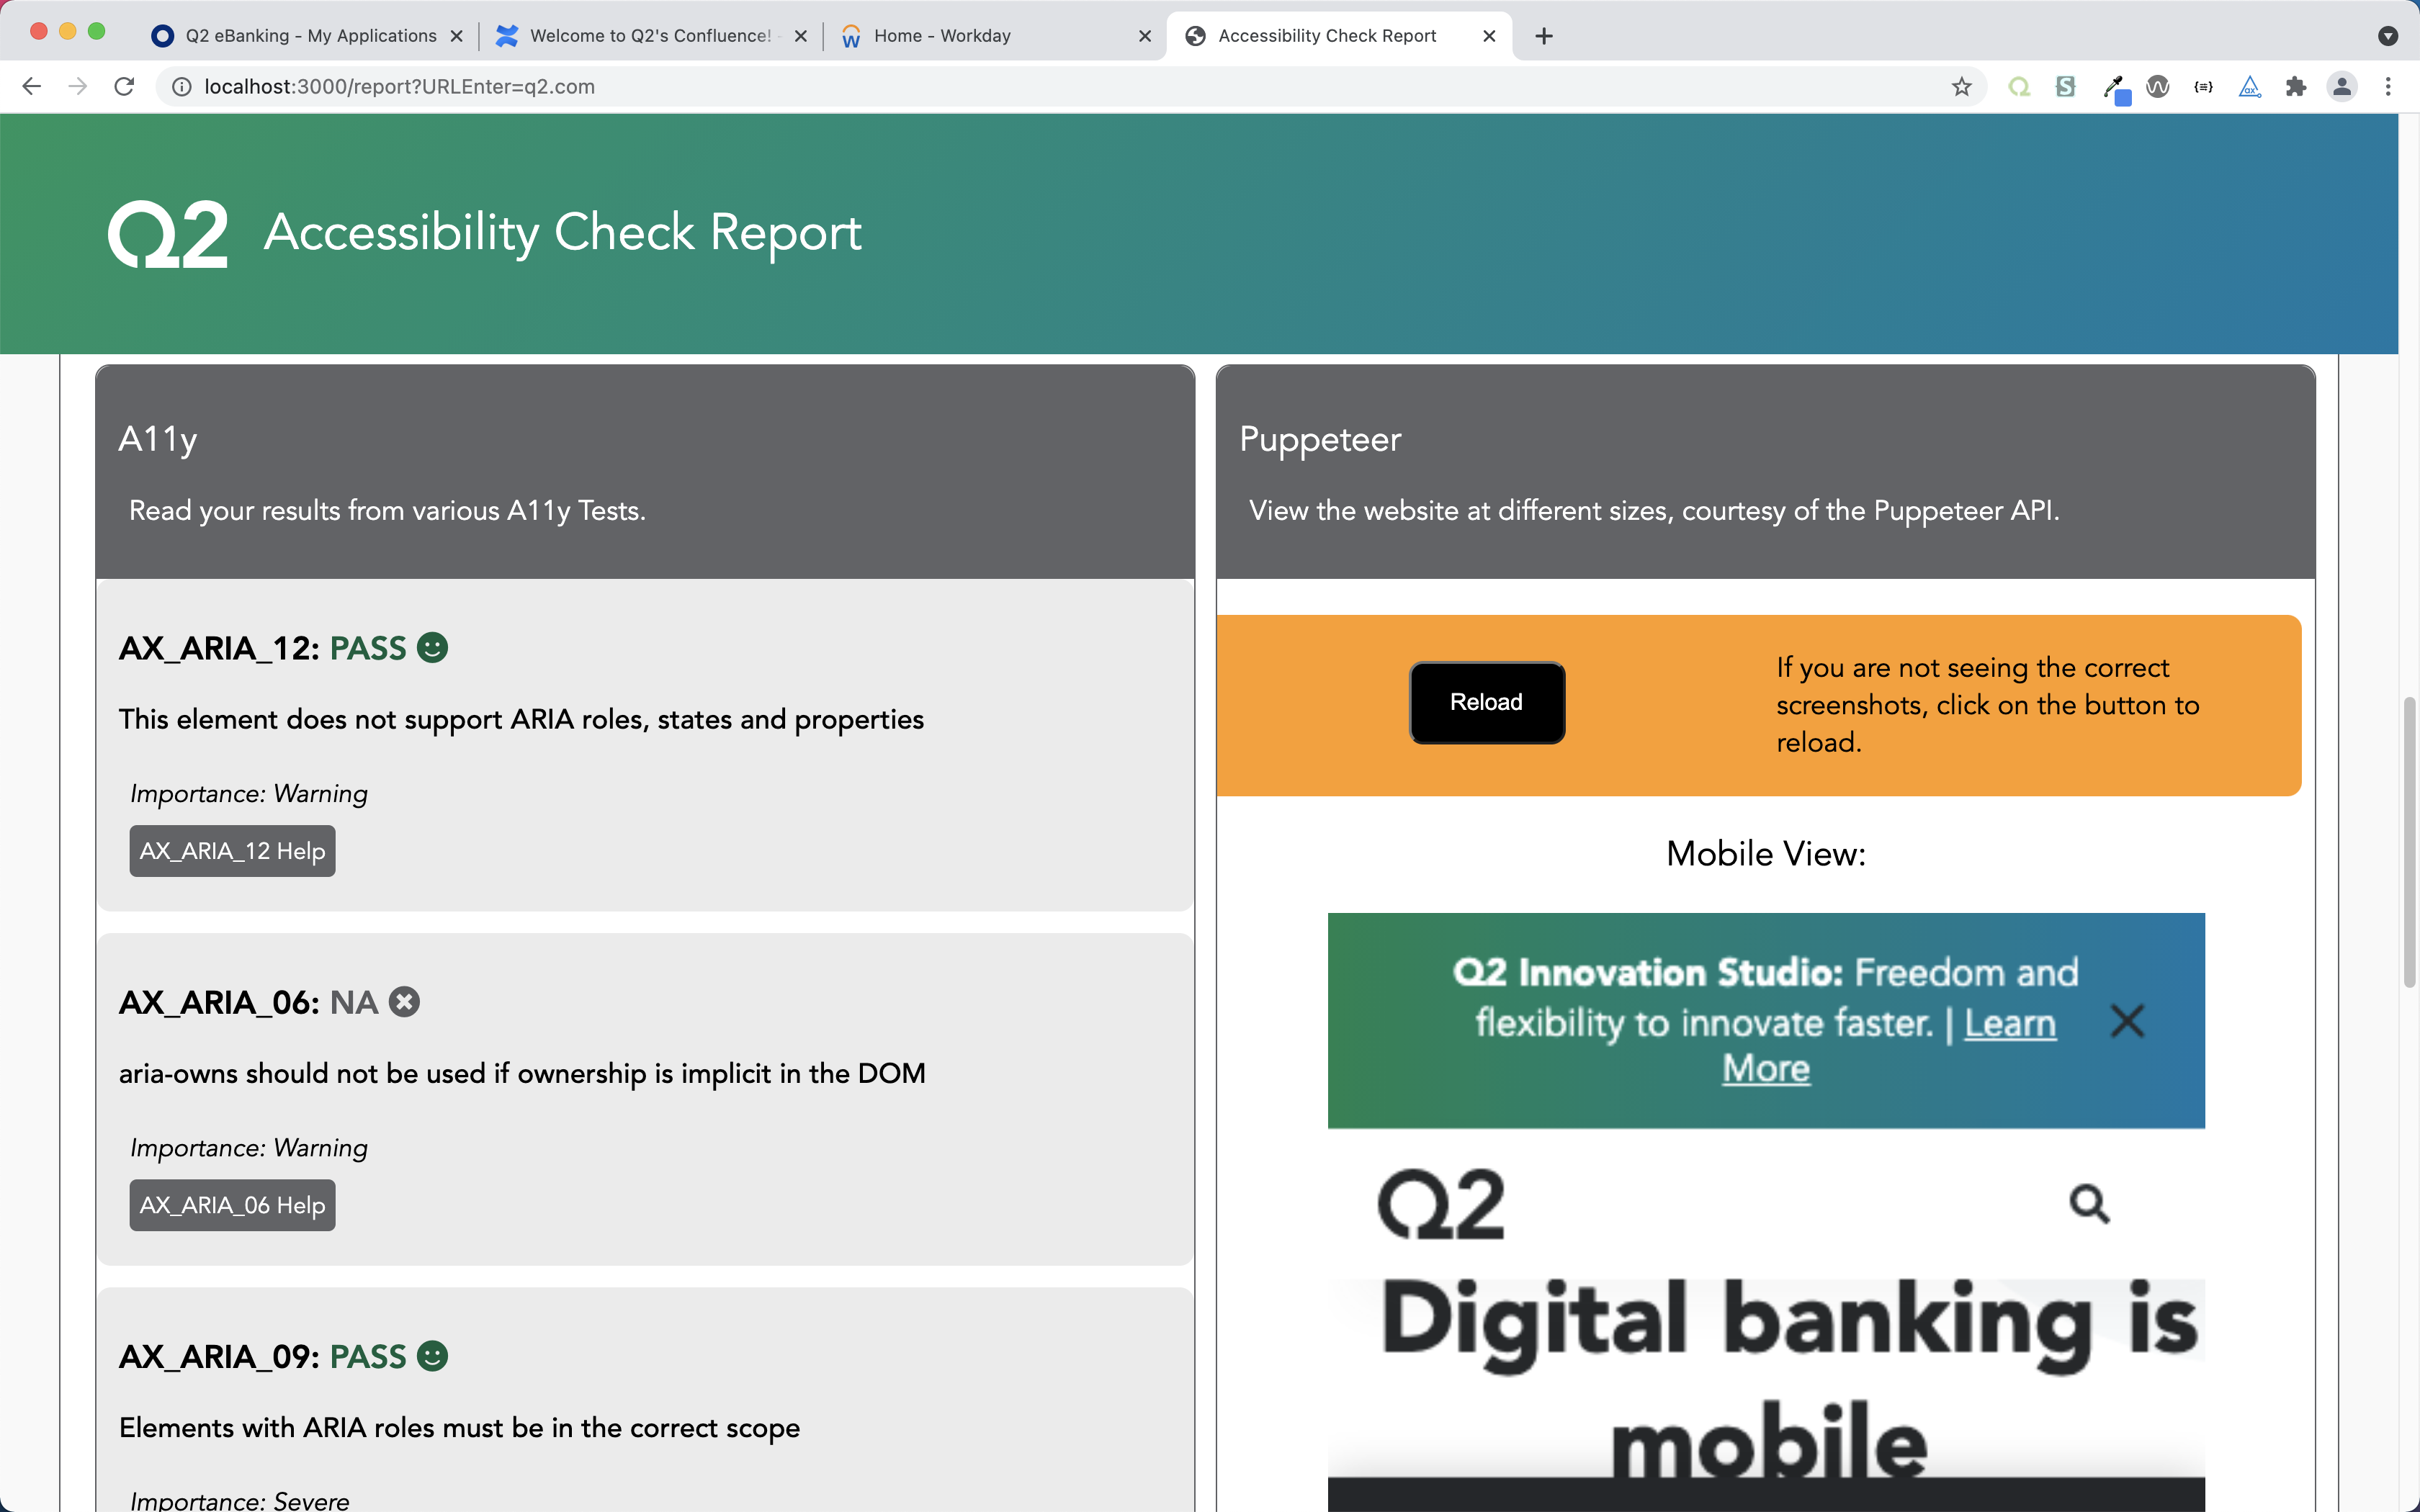 Q2 eBanking - My Applications
Welcome to Q2's Confluence!
Home - Workday
Accessibility Check Report
localhost:3000/report?URLEnter=q2.com
Q2 Accessibility Check Report
A11y
Read your results from various A11y Tests.
AX_ARIA_12: PASS
This element does not support ARIA roles, states and properties
Importance: Warning
AX_ARIA_12 Help
AX_ARIA_06: NA
aria-owns should not be used if ownership is implicit in the DOM
Importance: Warning
AX_ARIA_06 Help
AX_ARIA_09: PASS
Elements with ARIA roles must be in the correct scope
Importance: Severe
Puppeteer
View the website at different sizes, courtesy of the Puppeteer API.
Reload
If you are not seeing the correct
screenshots, click on the button to
reload.
Mobile View:
Q2 Innovation Studio: Freedom and
flexibility to innovate faster. | Learn
More
Q2
Digital banking is
mobile